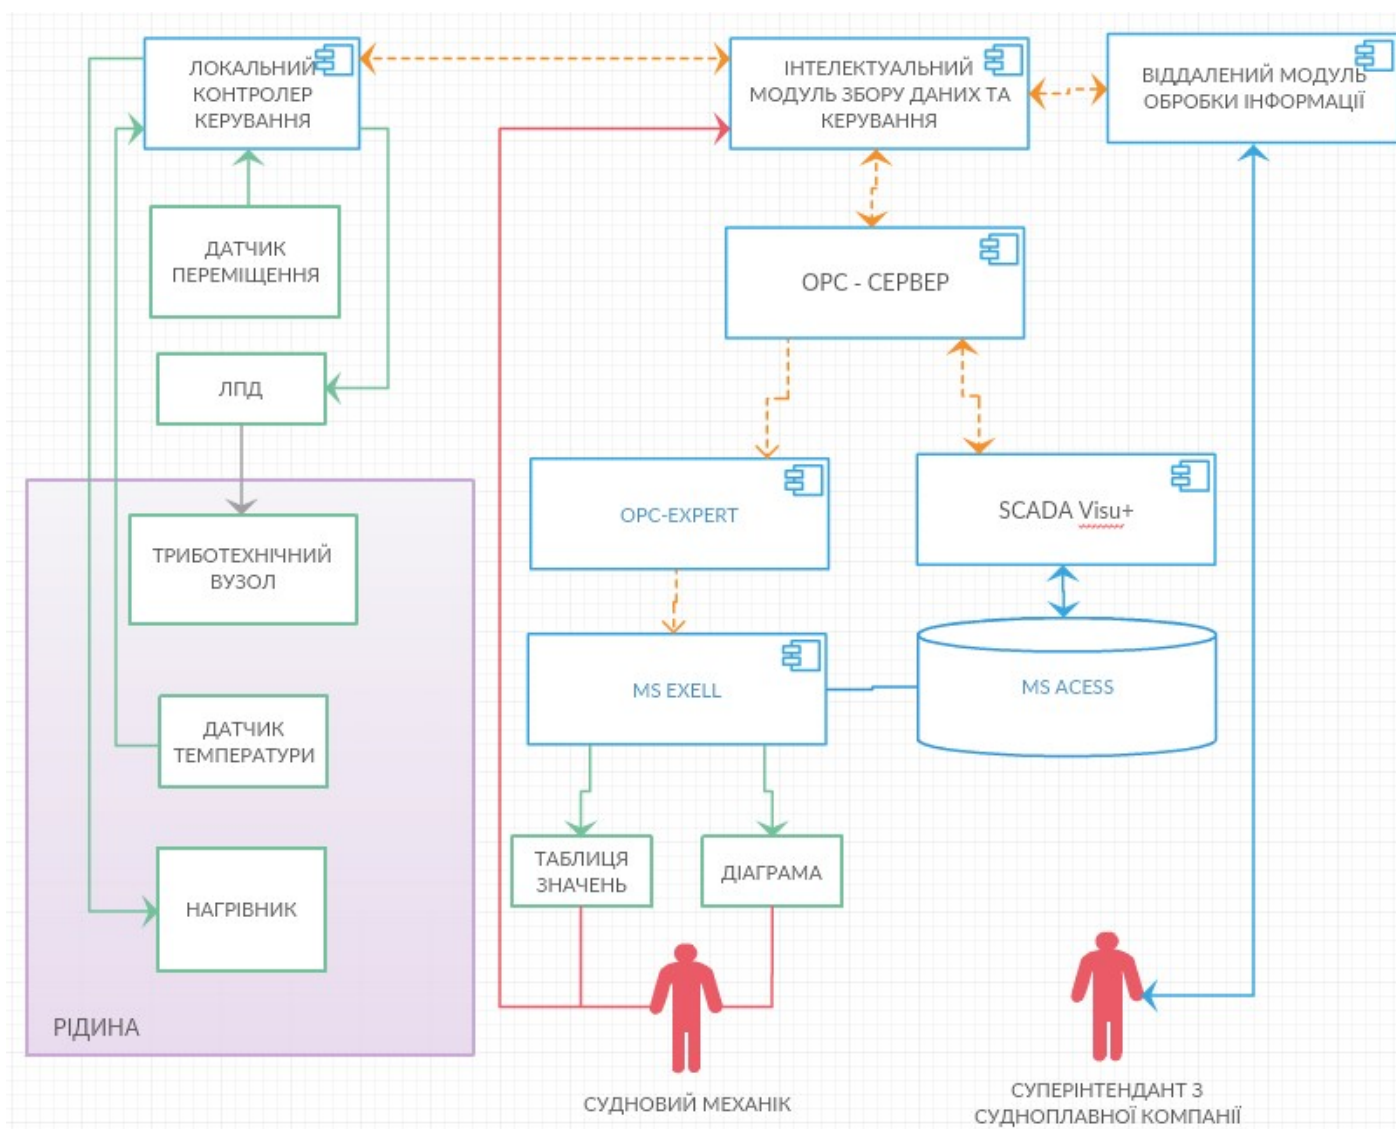 ЛОКАЛЬНИЙ
КОНТРОЛЕР
КЕРУВАННЯ
ІНТЕЛЕКТУАЛЬНИЙ
МОДУЛЬ ЗБОРУ ДАНИХ ТА
КЕРУВАННЯ
ВІДДАЛЕНИЙ МОДУЛЬ
ОБРОБКИ ІНФОРМАЦІЇ
ДАТЧИК
ПЕРЕМІЩЕННЯ
OPC - СЕРВЕР
ЛПД
OPC-EXPERT
SCADA Visu+
ТРИБОТЕХНІЧНИЙ
ВУЗОЛ
MS EXELL
MS ACESS
ДАТЧИК
ТЕМПЕРАТУРИ
ТАБЛИЦЯ
ЗНАЧЕНЬ
ДІАГРАМА
НАГРІВНИК
РІДИНА
СУДНОВИЙ МЕХАНІК
СУПЕРІНТЕНДАНТ З
СУДНОПЛАВНОЇ КОМПАНІЇ